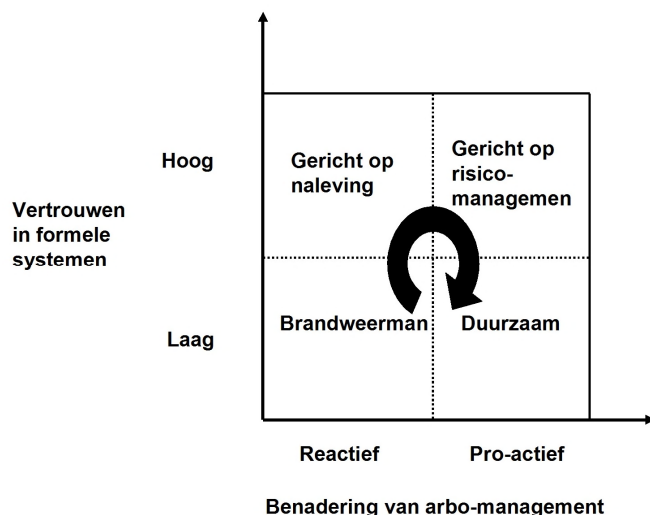 Hoog
Gericht op
naleving
Gericht op
risico-
managemen
Vertrouwen
in formele
systemen
Brandweerman
Duurzaam
Laag
Reactief
Pro-actief
Benadering van arbo-management